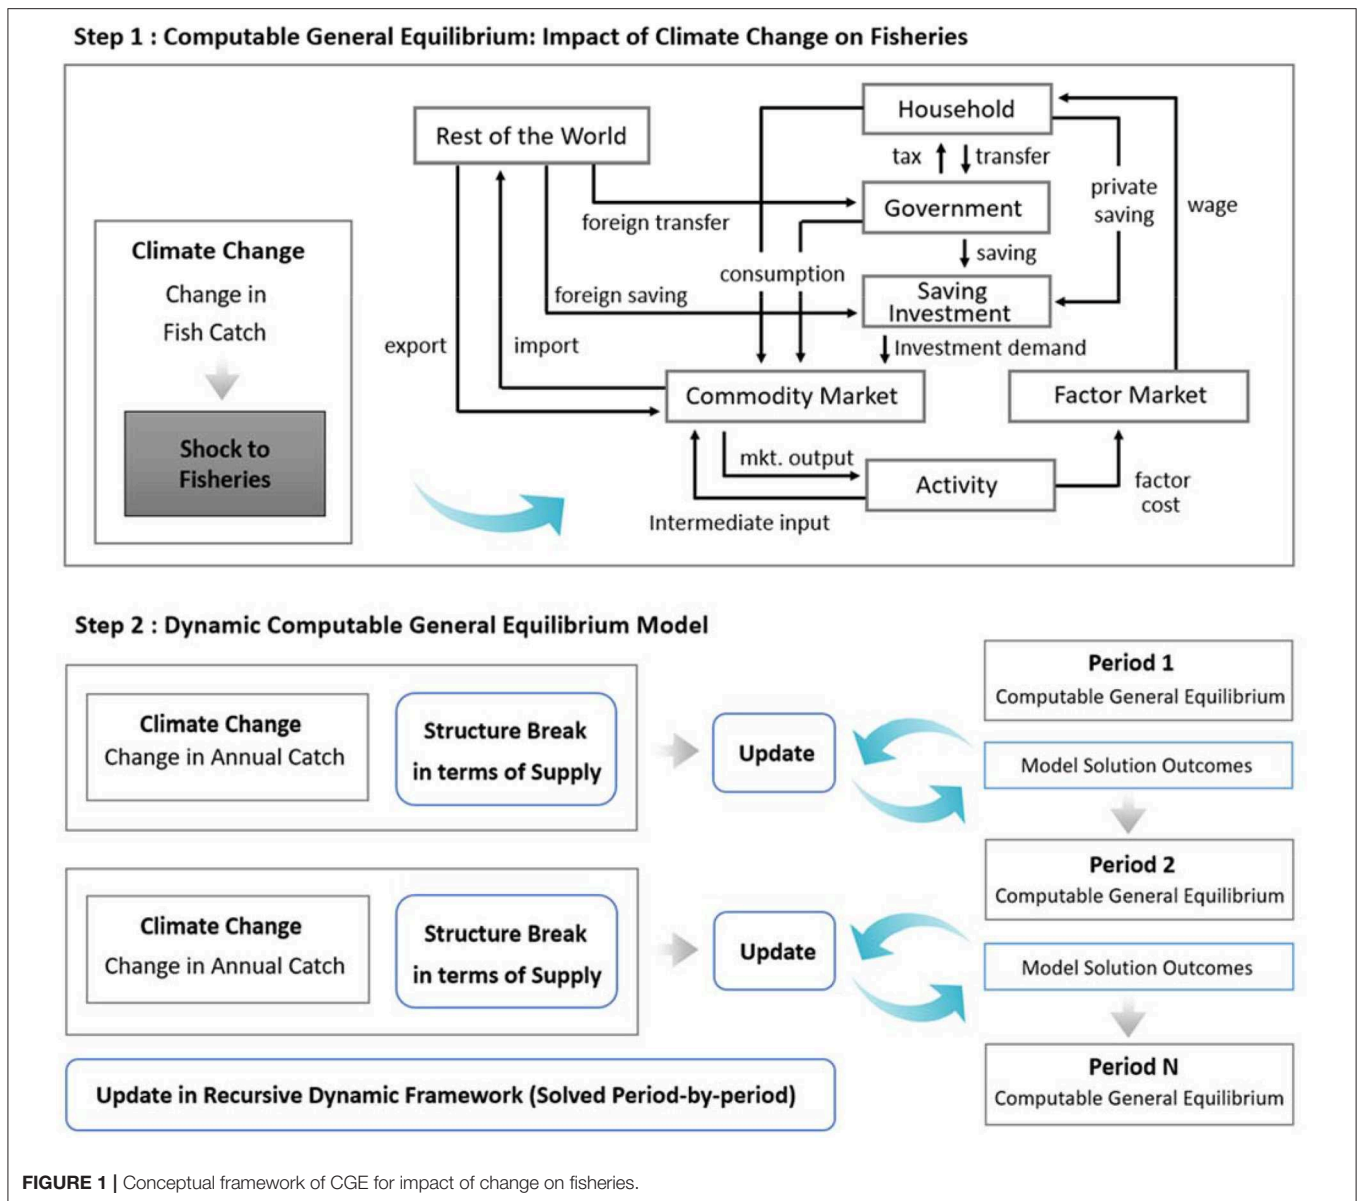 Step 1 : Computable General Equilibrium: Impact of Climate Change on Fisheries
Climate Change
Change in
Fish Catch
Shock to
Fisheries
Rest of the World
Household
tax
transfer
private
saving
wage
foreign transfer
Government
saving
consumption
foreign saving
Saving
Investment
export
import
Investment demand
Commodity Market
Factor Market
mkt. output
Activity
factor
cost
Intermediate input
Step 2 : Dynamic Computable General Equilibrium Model
Climate Change
Change in Annual Catch
Structure Break
in terms of Supply
Update
Period 1
Computable General Equilibrium
Model Solution Outcomes
Period 2
Computable General Equilibrium
Climate Change
Change in Annual Catch
Structure Break
in terms of Supply
Update
Model Solution Outcomes
Period N
Computable General Equilibrium
Update in Recursive Dynamic Framework (Solved Period-by-period)
FIGURE 1 | Conceptual framework of CGE for impact of change on fisheries.